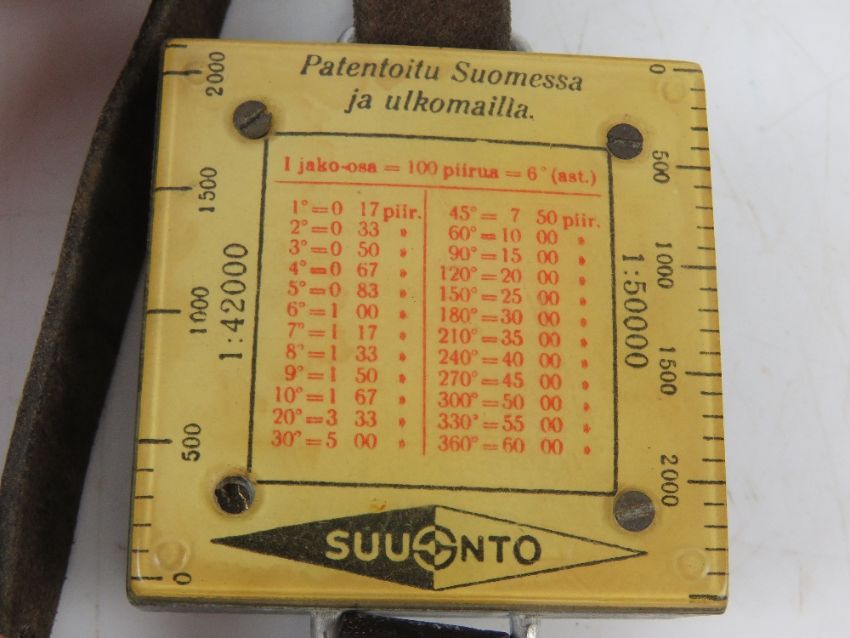 Patentoitu Suomessa
ja ulkomailla.
1 jako-osa = 100 piirua = 6° (ast.)
1°=0 17 piir.
2°=0 33 "
3°=0 50 "
4°=0 67 "
5°=0 83 "
6°=1 00 "
7°=1 17 "
8°=1 33 "
9°=1 50 "
10°=1 67 "
20°=3 33 "
30°=5 00 "
45°= 7 50 piir.
60°=10 00 "
90°=15 00 "
120°=20 00 "
150°=25 00 "
180°=30 00 "
210°=35 00 "
240°=40 00 "
270°=45 00 "
300°=50 00 "
330°=55 00 "
360°=60 00 "
2000
1500
1000
500
0
1:42000
0
500
1000
1500
2000
1:50000
SUUNTO